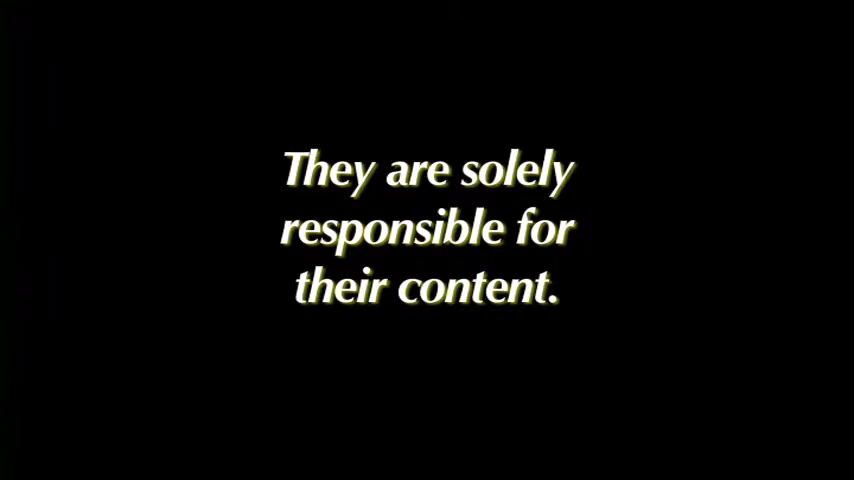 They are solely
responsible for
their content.